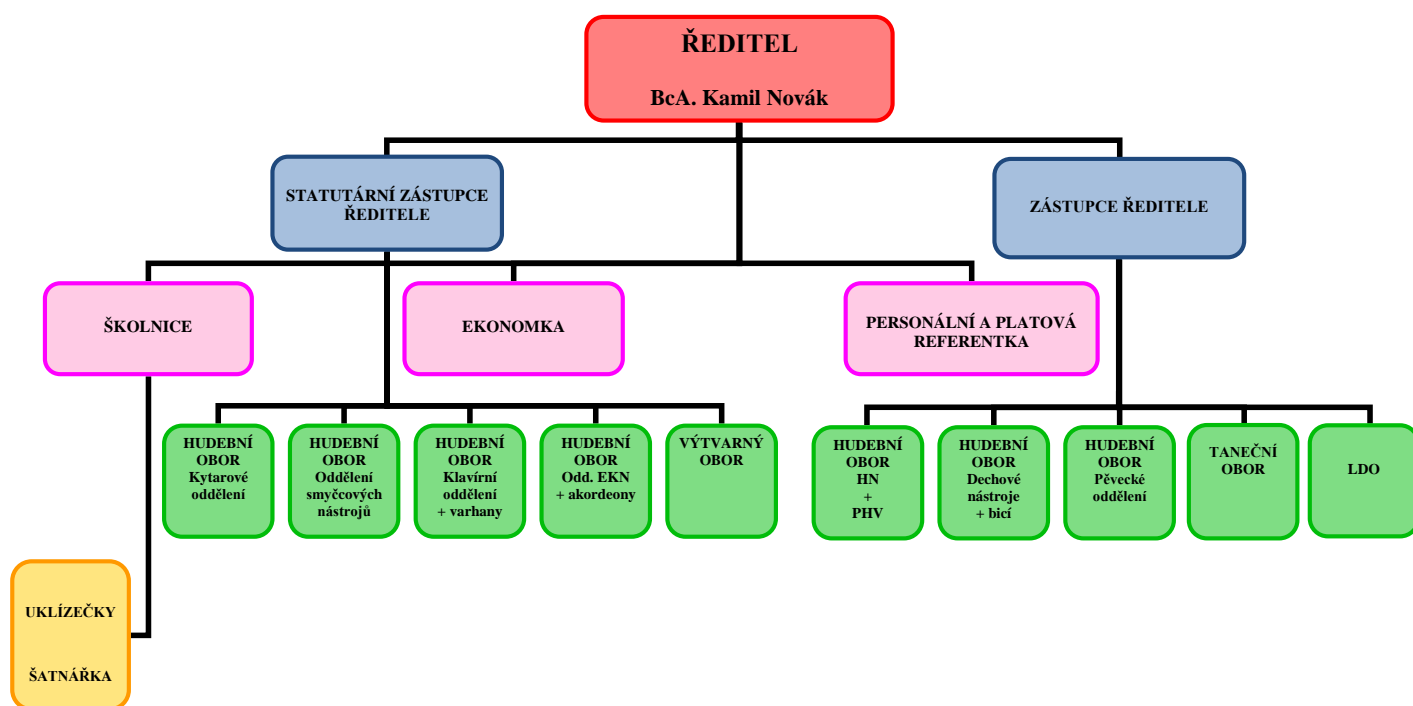 ŘEDITEL
BcA. Kamil Novák
STATUTÁRNÍ ZÁSTUPCE
ŘEDITELE
ZÁSTUPCE ŘEDITELE
ŠKOLNICE
EKONOMKA
PERSONÁLNÍ A PLATOVÁ
REFERENTKA
HUDEBNÍ
OBOR
Kytarové
oddělení
HUDEBNÍ
OBOR
Oddělení
smyčcových
nástrojů
HUDEBNÍ
OBOR
Klavírní
oddělení
+ varhany
HUDEBNÍ
OBOR
Odd. EKN
+ akordeony
VÝTVARNÝ
OBOR
HUDEBNÍ
OBOR
HN
+
PHV
HUDEBNÍ
OBOR
Dechové
nástroje
+ bicí
HUDEBNÍ
OBOR
Pěvecké
oddělení
TANEČNÍ
OBOR
LDO
UKLÍZEČKY
ŠATNÁŘKA